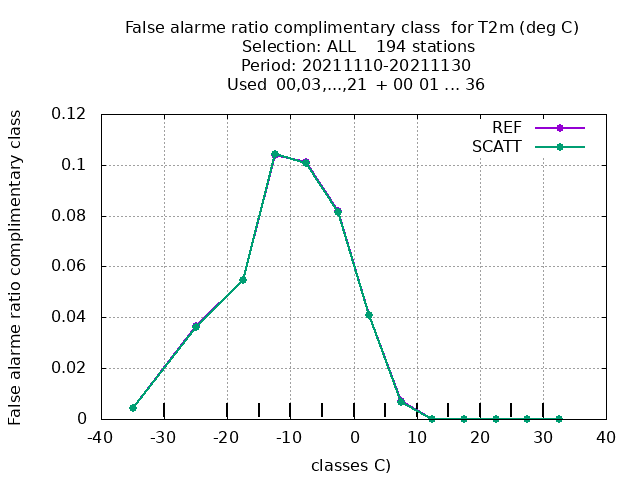 False alarme ratio complimentary class  for T2m (deg C)
Selection: ALL    194 stations
Period: 20211110-20211130
Used  00,03,...,21  + 00 01 ... 36
False alarme ratio complimentary class
0.12
0.1
0.08
0.06
0.04
0.02
0
REF
SCATT
-40 -30 -20 -10 0 10 20 30 40
classes C)